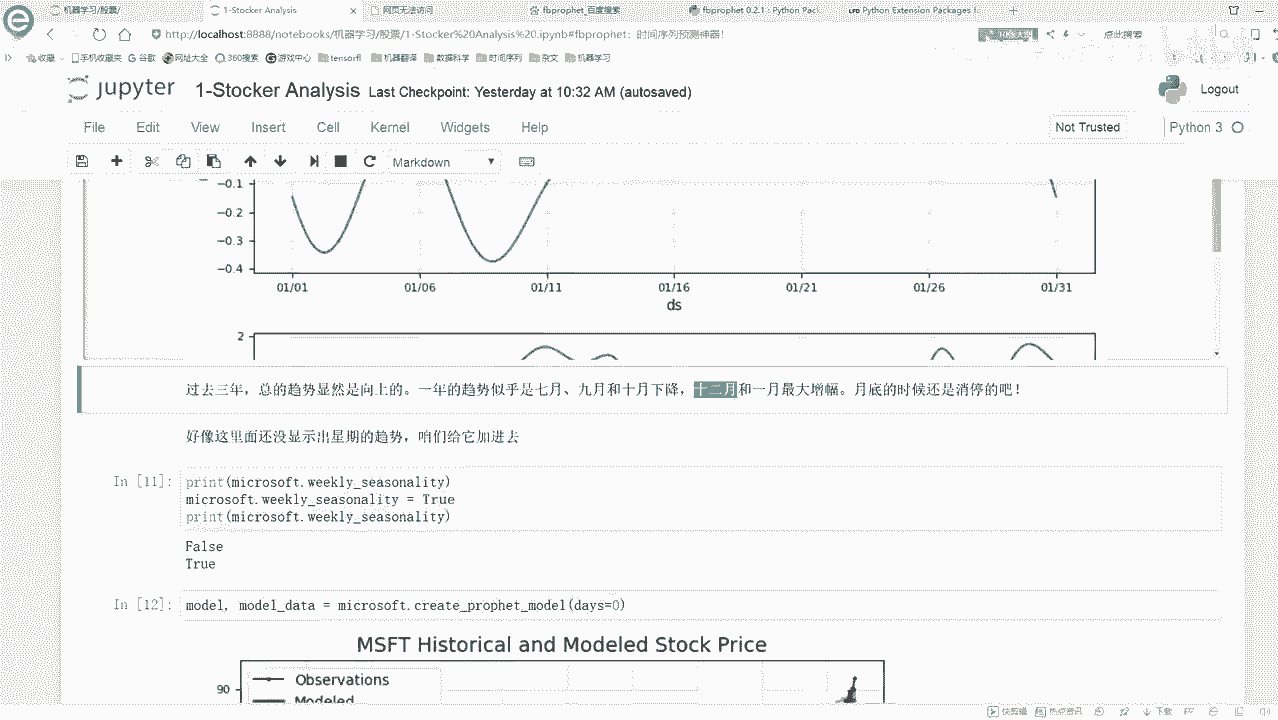 机器学习/股票/
1-Stocker Analysis
网页无法访问
fbprophet_百度搜索
fbprophet 0.2.1 : Python Pac
Python Extension Packages f
http://localhost:8888/notebooks/机器学习/股票/1-Stocker%20Analysis%20.ipynb#fbprophet：时间序列预测神器！
点此搜索
收藏 手机收藏夹 谷歌 网址大全 360搜索 游戏中心 tensorfl 机器翻译 数据科学 时间序列 杂文 机器学习
jupyter 1-Stocker Analysis Last Checkpoint: Yesterday at 10:32 AM (autosaved)
Logout
File Edit View Insert Cell Kernel Widgets Help
Not Trusted
Python 3
Markdown
−0.1
−0.2
−0.3
−0.4
01/01 01/06 01/11 01/16 01/21 01/26 01/31
ds
2
过去三年，总的趋势显然是向上的。一年的趋势似乎是七月、九月和十月下降，十二月和一月最大增幅。月底的时候还是消停的吧！
好像这里面还没显示出星期的趋势，咱们给它加进去
In [11]: print(microsoft.weekly_seasonality)
microsoft.weekly_seasonality = True
print(microsoft.weekly_seasonality)
False
True
In [12]: model, model_data = microsoft.create_prophet_model(days=0)
MSFT Historical and Modeled Stock Price
90
Observations
Modeled
快剪辑 热点资讯 下载